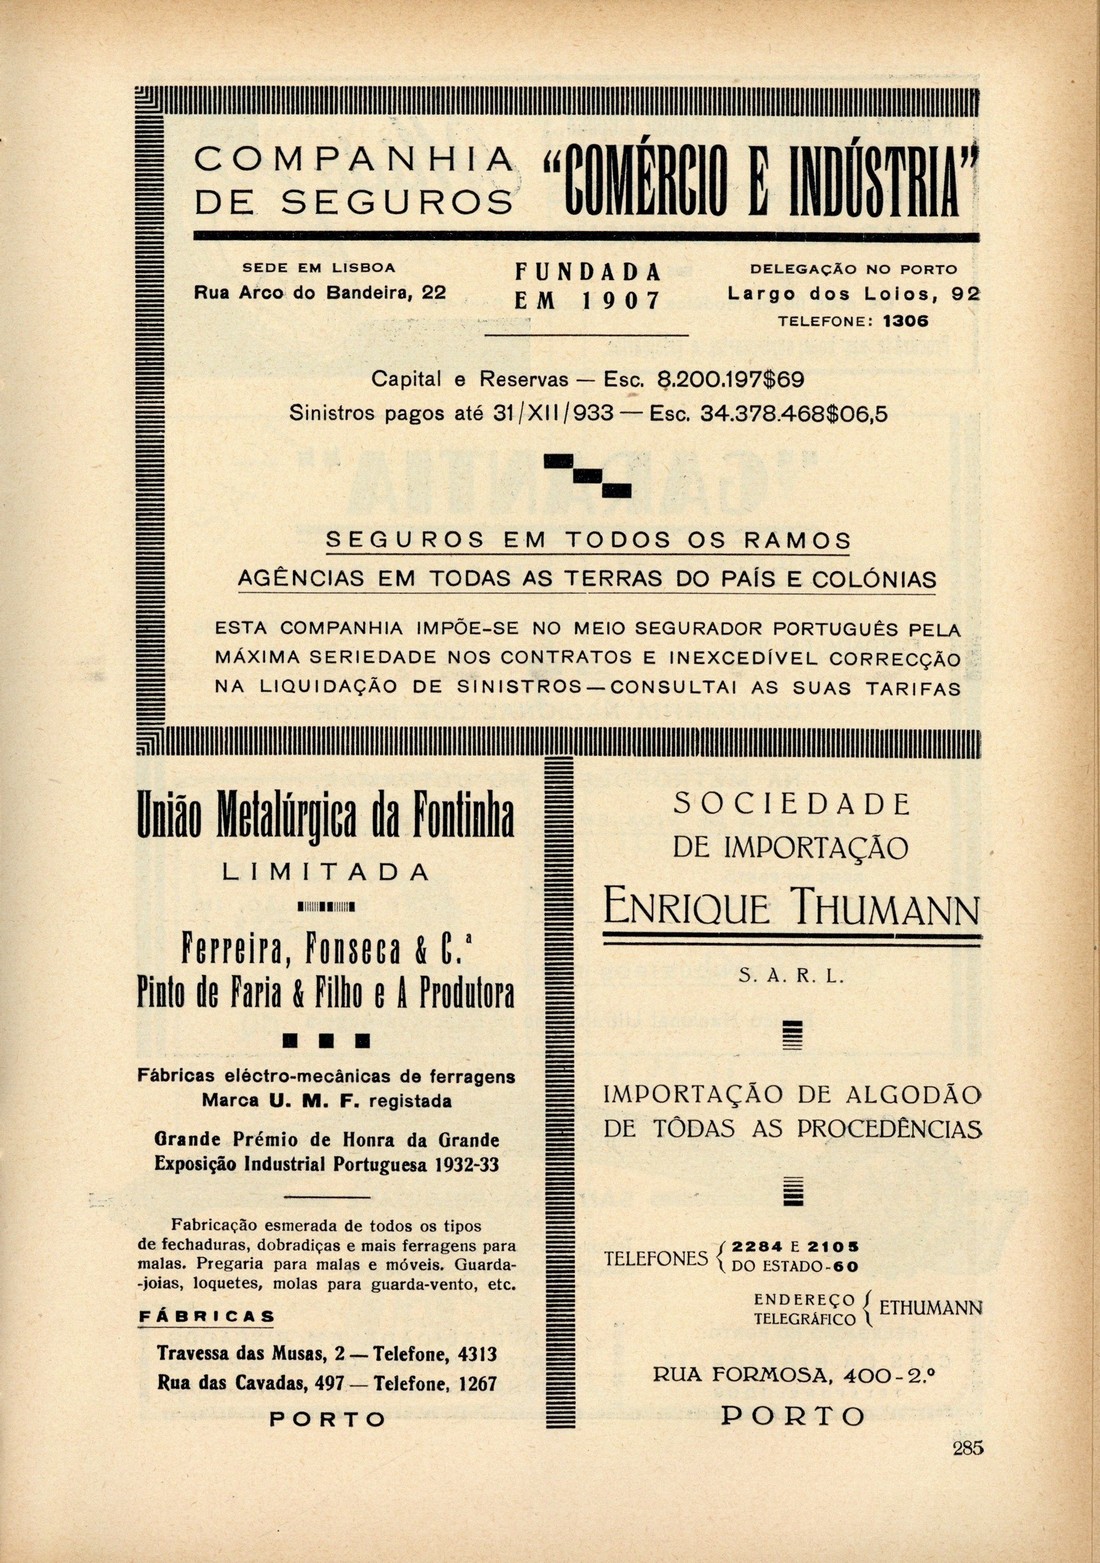 COMPANHIA
DE SEGUROS
“COMÉRCIO E INDÚSTRIA”
SEDE EM LISBOA
Rua Arco do Bandeira, 22
FUNDADA
EM 1907
DELEGAÇÃO NO PORTO
Largo dos Loios, 92
TELEFONE: 1306
Capital e Reservas — Esc. 8.200.197$69
Sinistros pagos até 31/XII/933 — Esc. 34.378.468$06,5
SEGUROS EM TODOS OS RAMOS
AGÊNCIAS EM TODAS AS TERRAS DO PAÍS E COLÓNIAS
ESTA COMPANHIA IMPÕE-SE NO MEIO SEGURADOR PORTUGUÊS PELA
MÁXIMA SERIEDADE NOS CONTRATOS E INEXCEDÍVEL CORRECÇÃO
NA LIQUIDAÇÃO DE SINISTROS — CONSULTAI AS SUAS TARIFAS
União Metalúrgica da Fontinha
LIMITADA
Ferreira, Fonseca & C.ª
Pinto de Faria & Filho e A Produtora
Fábricas eléctro-mecânicas de ferragens
Marca U. M. F. registada
Grande Prémio de Honra da Grande
Exposição Industrial Portuguesa 1932-33
Fabricação esmerada de todos os tipos
de fechaduras, dobradiças e mais ferragens para
malas. Pregaria para malas e móveis. Guarda-
-joias, loquetes, molas para guarda-vento, etc.
FÁBRICAS
Travessa das Musas, 2 — Telefone, 4313
Rua das Cavadas, 497 — Telefone, 1267
PORTO
SOCIEDADE
DE IMPORTAÇÃO
ENRIQUE THUMANN
S. A. R. L.
IMPORTAÇÃO DE ALGODÃO
DE TÔDAS AS PROCEDÊNCIAS
TELEFONES { 2284 E 2105
DO ESTADO-60
ENDEREÇO
TELEGRÁFICO { ETHUMANN
RUA FORMOSA, 400-2.º
PORTO
285